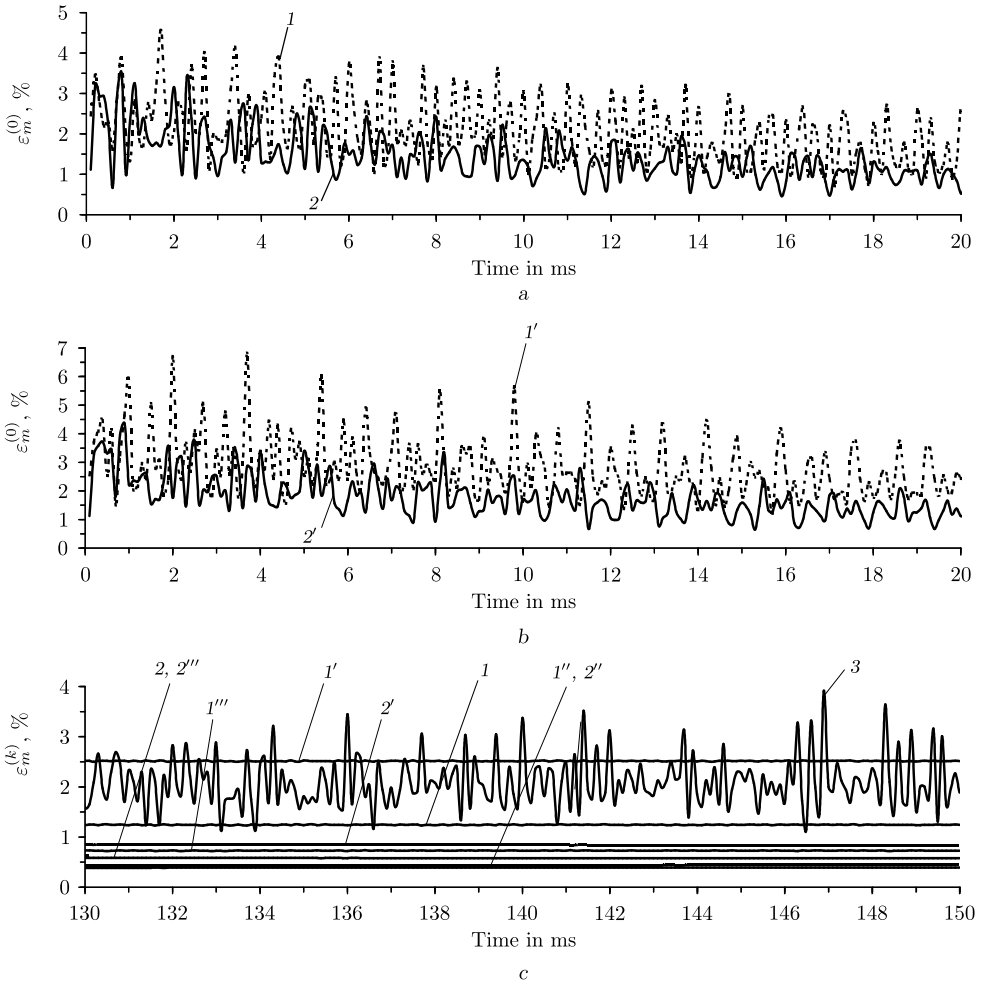 1
5
4
3
2
1
0
ε_m^(0), %
2
0 2 4 6 8 10 12 14 16 18 20
Time in ms
a
1′
7
6
5
4
3
2
1
0
ε_m^(0), %
2′
0 2 4 6 8 10 12 14 16 18 20
Time in ms
b
2, 2‴ 1′ 1 1″, 2″ 3
1‴ 2′
4
3
2
1
0
ε_m^(k), %
130 132 134 136 138 140 142 144 146 148 150
Time in ms
c